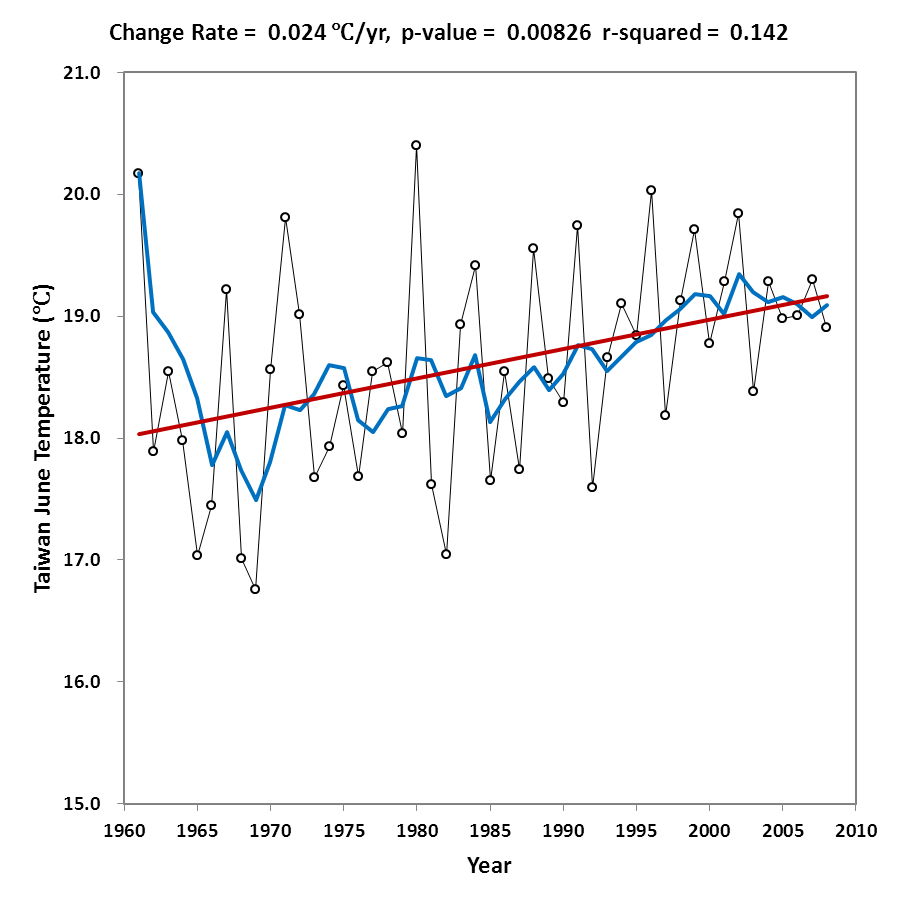 Change Rate = 0.024 ℃/yr, p-value = 0.00826 r-squared = 0.142
21.0
20.0
19.0
18.0
17.0
16.0
15.0
Taiwan June Temperature (℃)
1960 1965 1970 1975 1980 1985 1990 1995 2000 2005 2010
Year